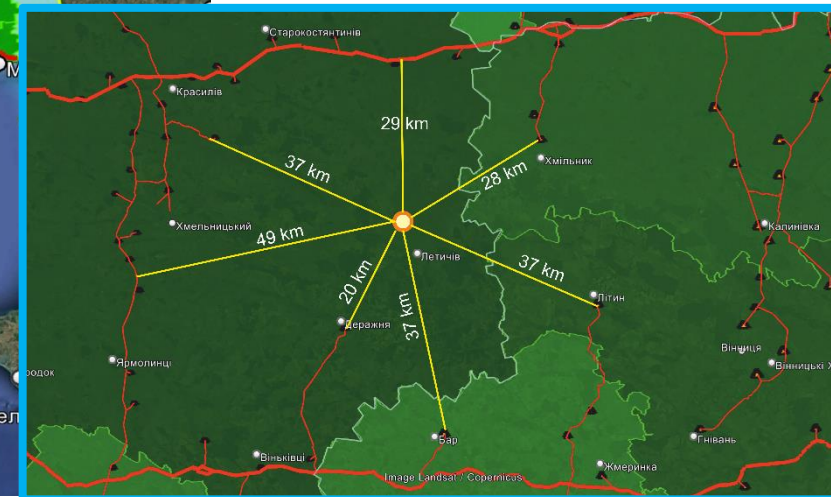 Старокостянтинів
Красилів
29 km
37 km
28 km
Хмільник
Хмельницький
49 km
Калинівка
Летичів
37 km
20 km
Літин
37 km
Деражня
Вінниця
Ярмолинці
Вінницькі Х
родок
Бар
Гнівань
Віньківці
Жмеринка
Image Landsat / Copernicus